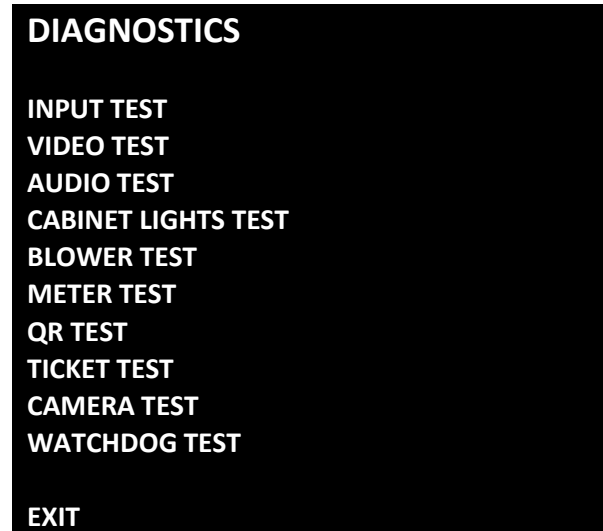 DIAGNOSTICS
INPUT TEST
VIDEO TEST
AUDIO TEST
CABINET LIGHTS TEST
BLOWER TEST
METER TEST
QR TEST
TICKET TEST
CAMERA TEST
WATCHDOG TEST
EXIT